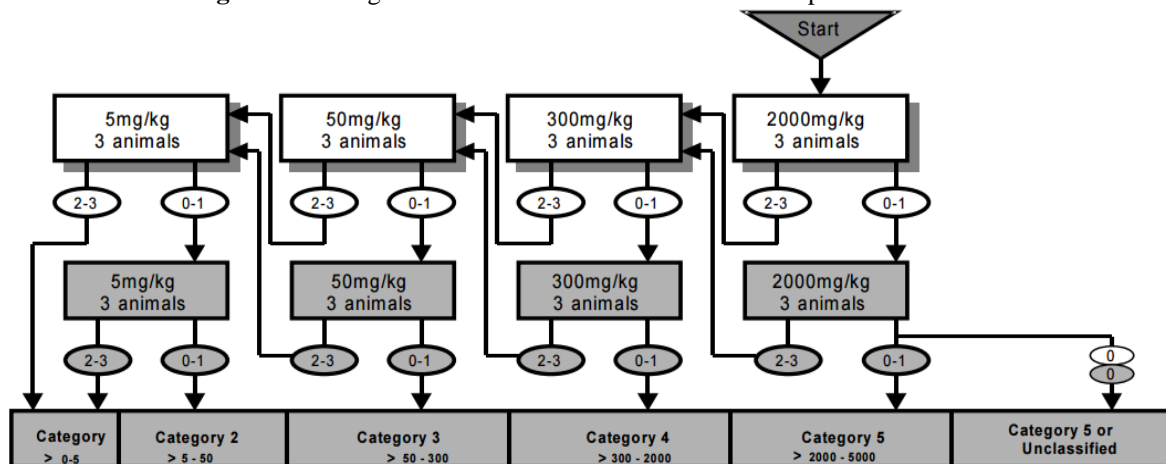 Start
5mg/kg
3 animals
50mg/kg
3 animals
300mg/kg
3 animals
2000mg/kg
3 animals
2-3
0-1
2-3
0-1
2-3
0-1
2-3
0-1
5mg/kg
3 animals
50mg/kg
3 animals
300mg/kg
3 animals
2000mg/kg
3 animals
2-3
0-1
2-3
0-1
2-3
0-1
2-3
0-1
0
0
Category
> 0-5
Category 2
> 5 - 50
Category 3
> 50 - 300
Category 4
> 300 - 2000
Category 5
> 2000 - 5000
Category 5 or
Unclassified